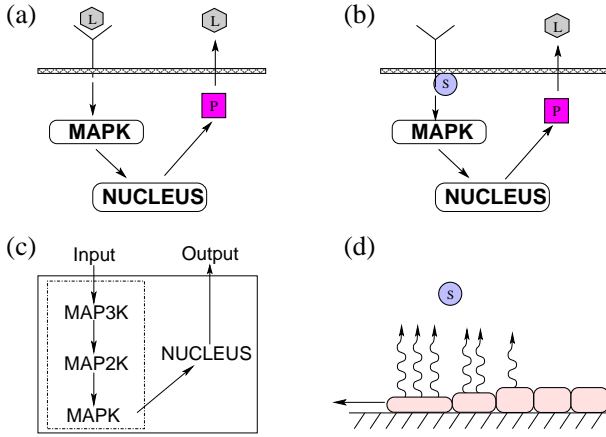 (a)
L
L
P
MAPK
NUCLEUS
(b)
L
S
P
MAPK
NUCLEUS
(c)
Input
Output
MAP3K
MAP2K
NUCLEUS
MAPK
(d)
S